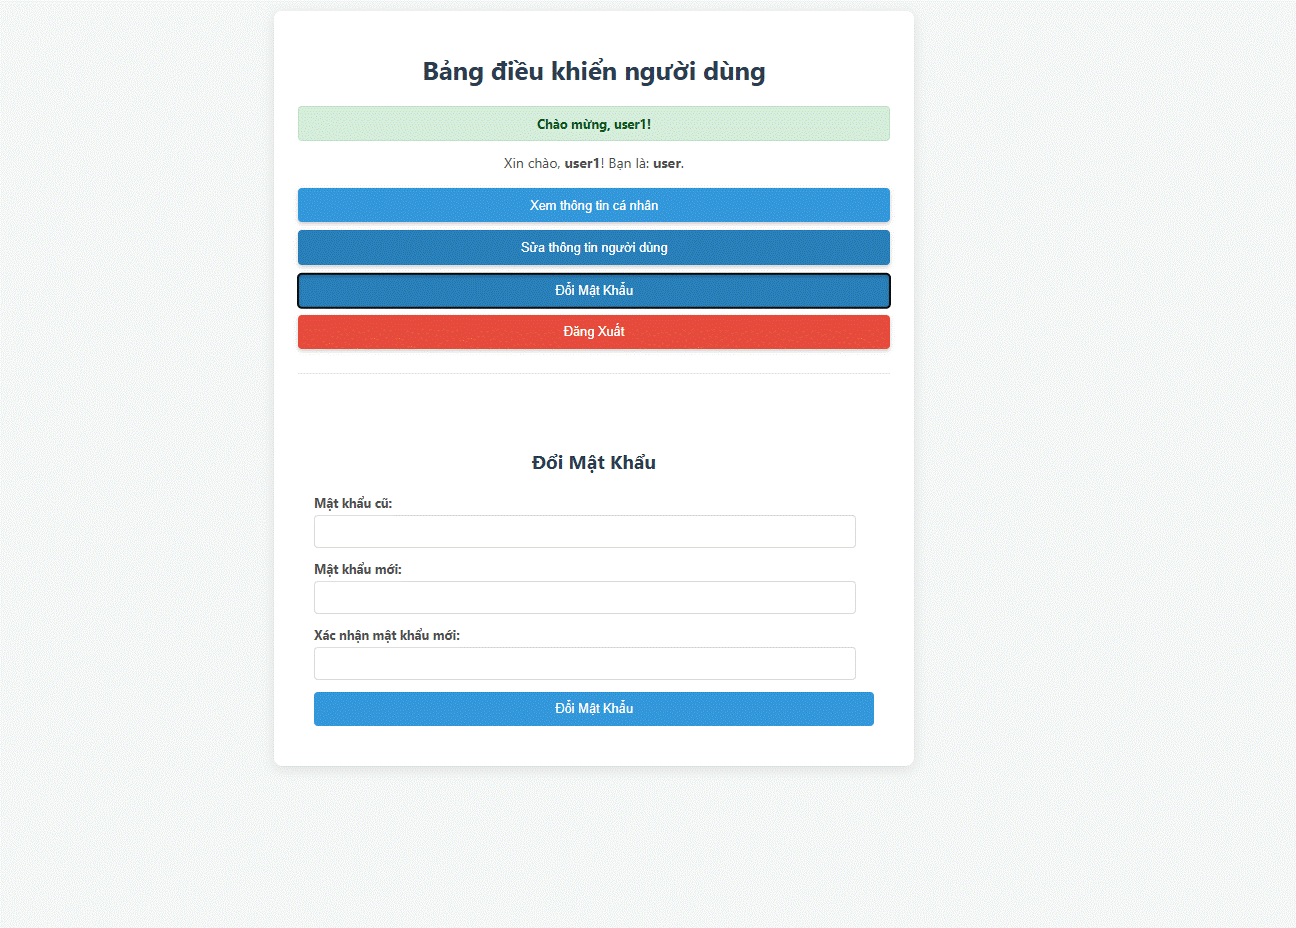 Bảng điều khiển người dùng
Chào mừng, user1!
Xin chào, user1! Bạn là: user.
Xem thông tin cá nhân
Sửa thông tin người dùng
Đổi Mật Khẩu
Đăng Xuất
Đổi Mật Khẩu
Mật khẩu cũ:
Mật khẩu mới:
Xác nhận mật khẩu mới:
Đổi Mật Khẩu